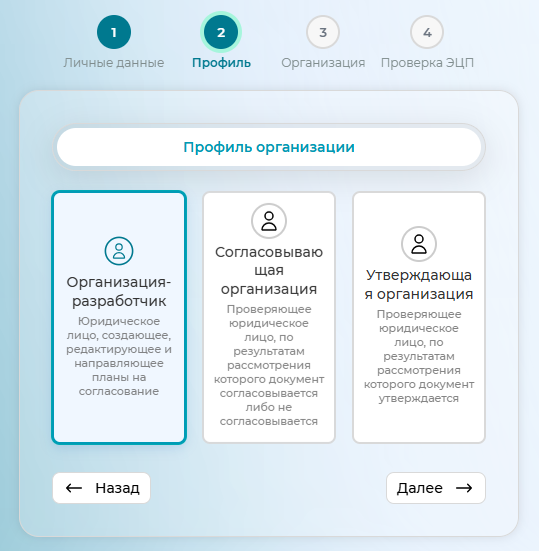 1 2 3 4
Личные данные Профиль Организация Проверка ЭЦП
Профиль организации
Организация-
разработчик
Юридическое
лицо, создающее,
редактирующее и
направляющее
планы на
согласование
Согласовываю
щая
организация
Проверяющее
юридическое
лицо, по
результатам
рассмотрения
которого документ
согласовывается
либо не
согласовывается
Утверждающа
я организация
Проверяющее
юридическое
лицо, по
результатам
рассмотрения
которого документ
утверждается
Назад
Далее